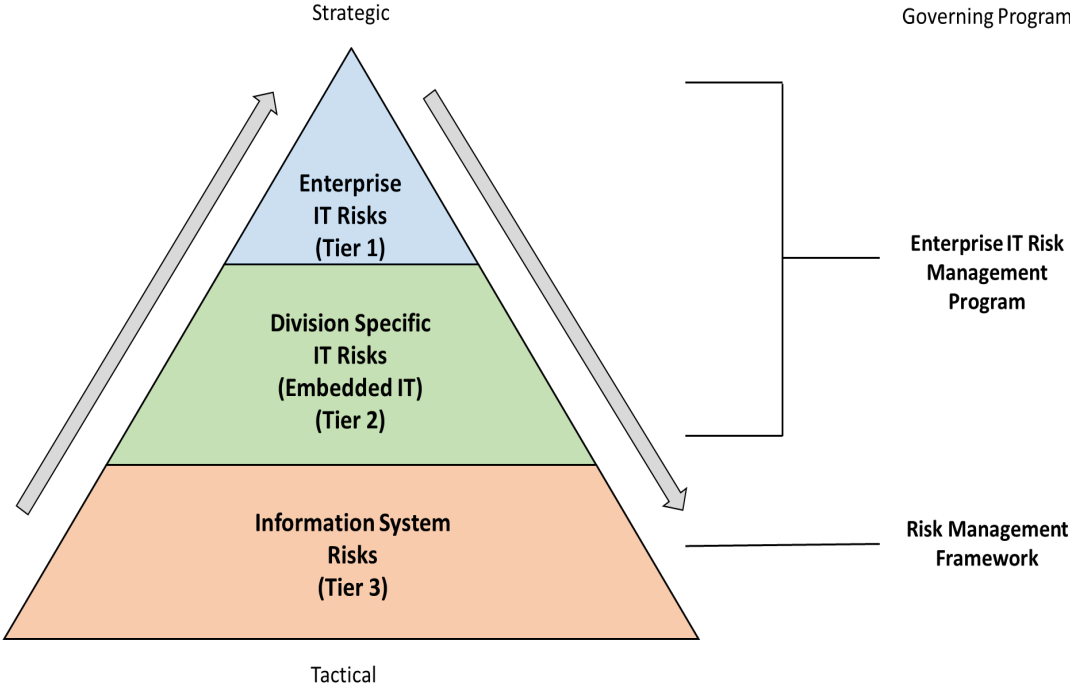 Strategic
Governing Program
Enterprise
IT Risks
(Tier 1)
Division Specific
IT Risks
(Embedded IT)
(Tier 2)
Enterprise IT Risk
Management
Program
Information System
Risks
(Tier 3)
Risk Management
Framework
Tactical